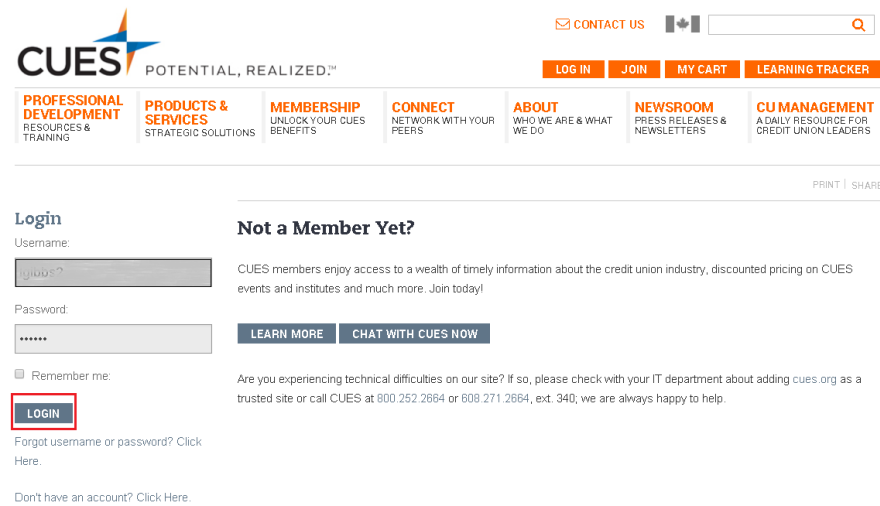 CONTACT US
CUES
POTENTIAL, REALIZED.™
LOG IN
JOIN
MY CART
LEARNING TRACKER
PROFESSIONAL
DEVELOPMENT
RESOURCES &
TRAINING
PRODUCTS &
SERVICES
STRATEGIC SOLUTIONS
MEMBERSHIP
UNLOCK YOUR CUES
BENEFITS
CONNECT
NETWORK WITH YOUR
PEERS
ABOUT
WHO WE ARE & WHAT
WE DO
NEWSROOM
PRESS RELEASES &
NEWSLETTERS
CU MANAGEMENT
A DAILY RESOURCE FOR
CREDIT UNION LEADERS
PRINT
SHARE
Login
Username:
Password:
••••••
Remember me:
LOGIN
Forgot username or password? Click
Here.
Don't have an account? Click Here.
Not a Member Yet?
CUES members enjoy access to a wealth of timely information about the credit union industry, discounted pricing on CUES
events and institutes and much more. Join today!
LEARN MORE
CHAT WITH CUES NOW
Are you experiencing technical difficulties on our site? If so, please check with your IT department about adding cues.org as a
trusted site or call CUES at 800.252.2664 or 608.271.2664, ext. 340; we are always happy to help.